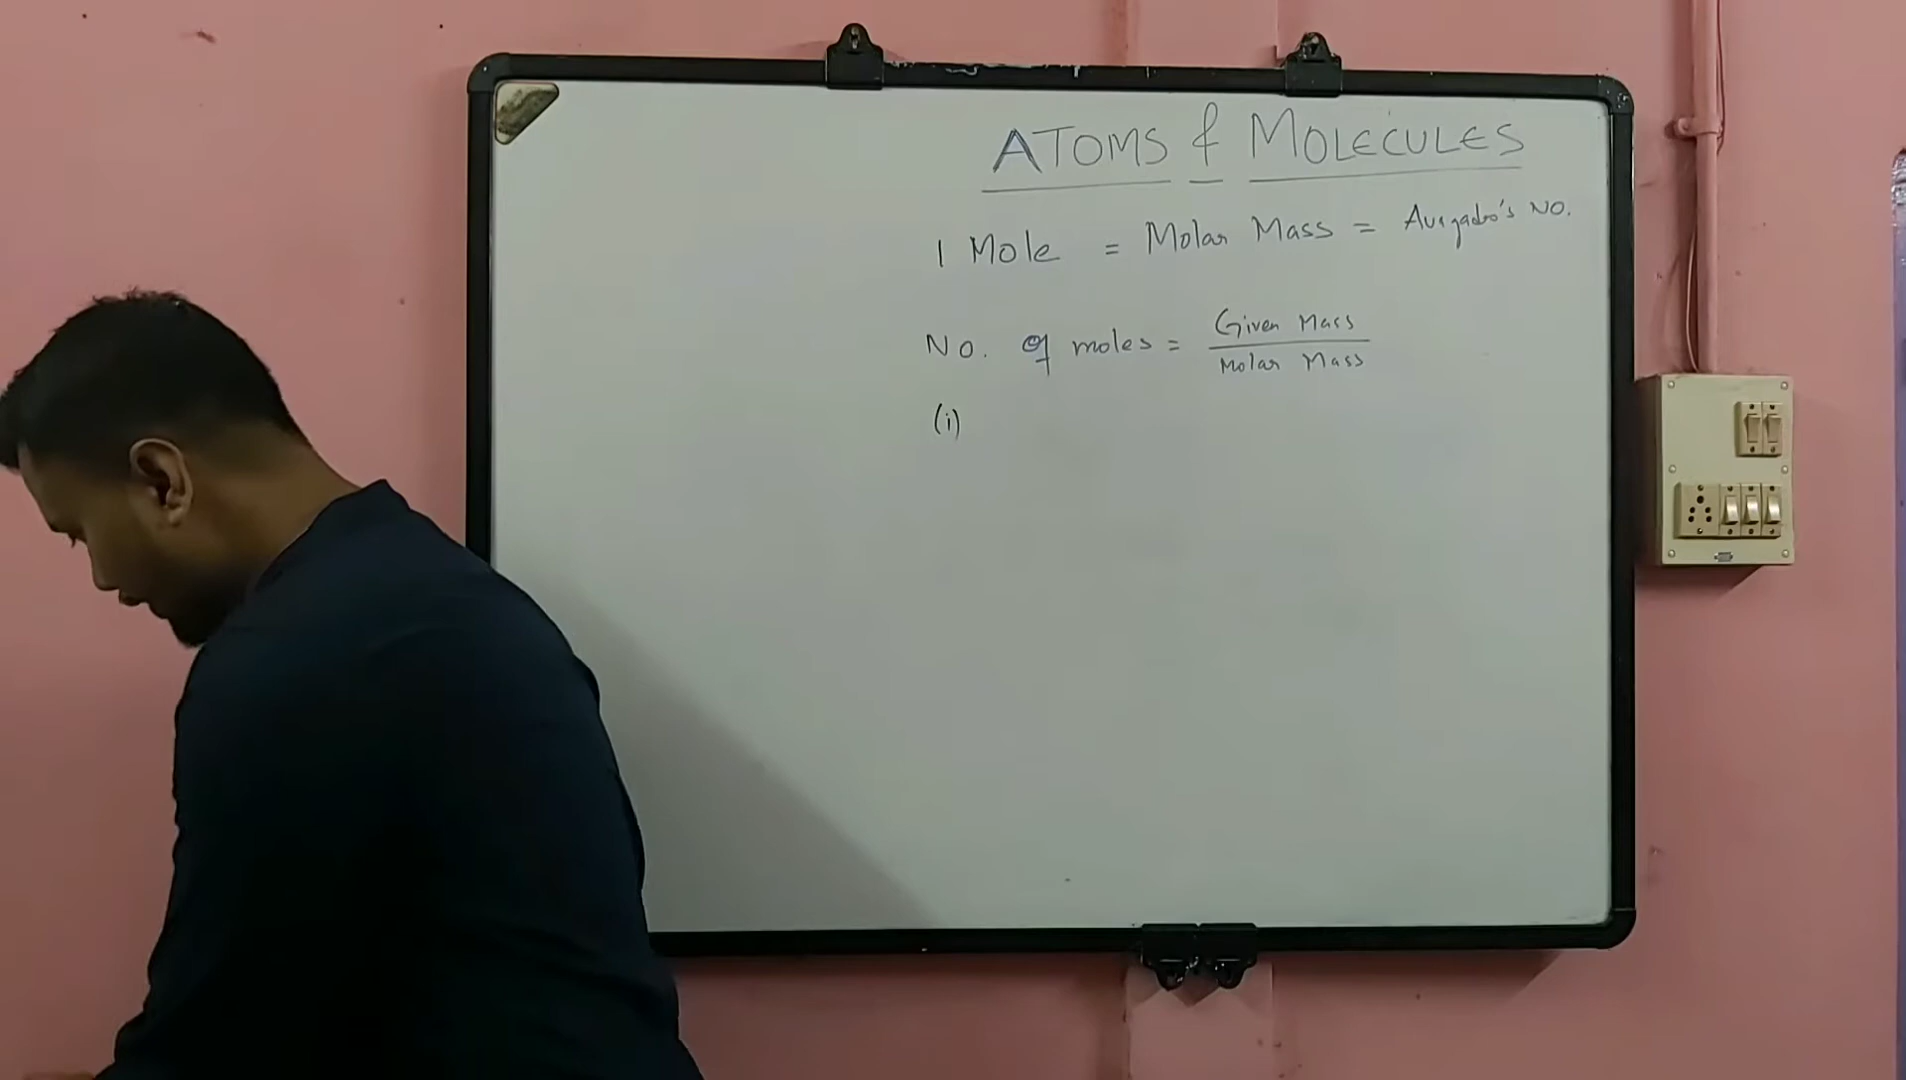 ATOMS & MOLECULES
1 Mole = Molar Mass = Avogadro's NO.
No. of moles = Given Mass
Molar Mass
(i)